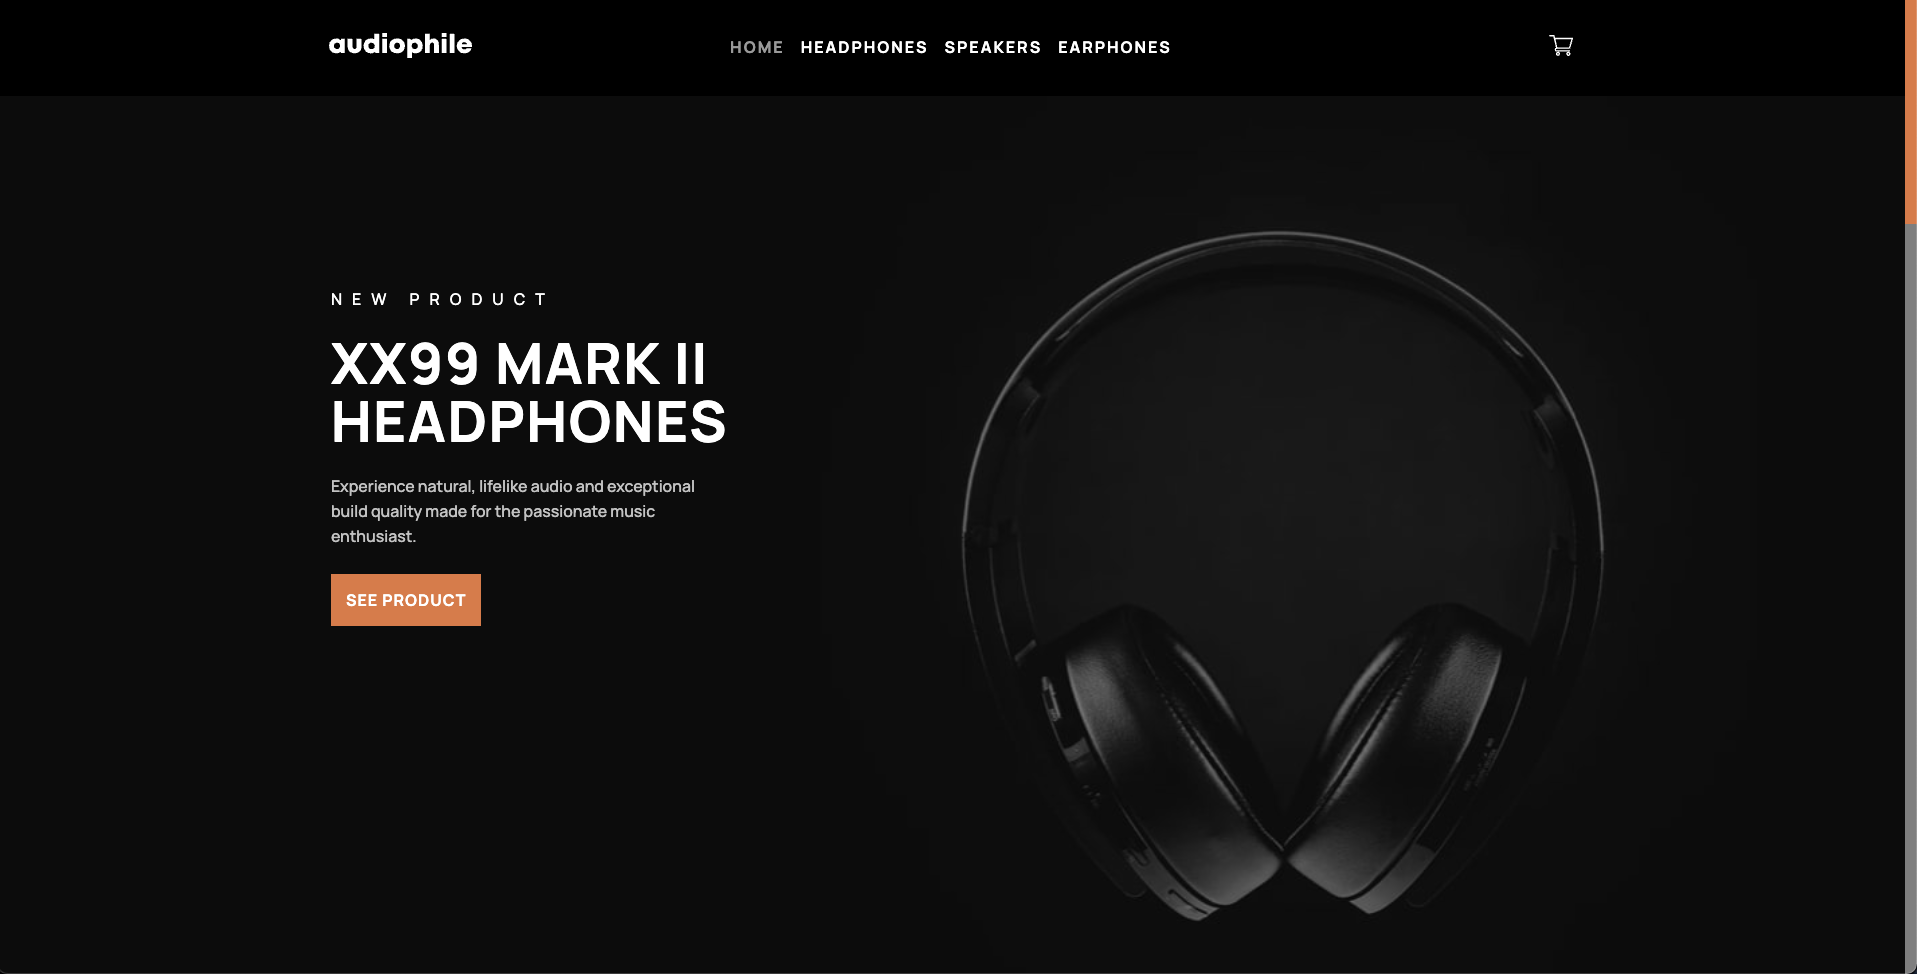 audiophile
HOME HEADPHONES SPEAKERS EARPHONES
NEW PRODUCT
XX99 MARK II
HEADPHONES
Experience natural, lifelike audio and exceptional
build quality made for the passionate music
enthusiast.
SEE PRODUCT